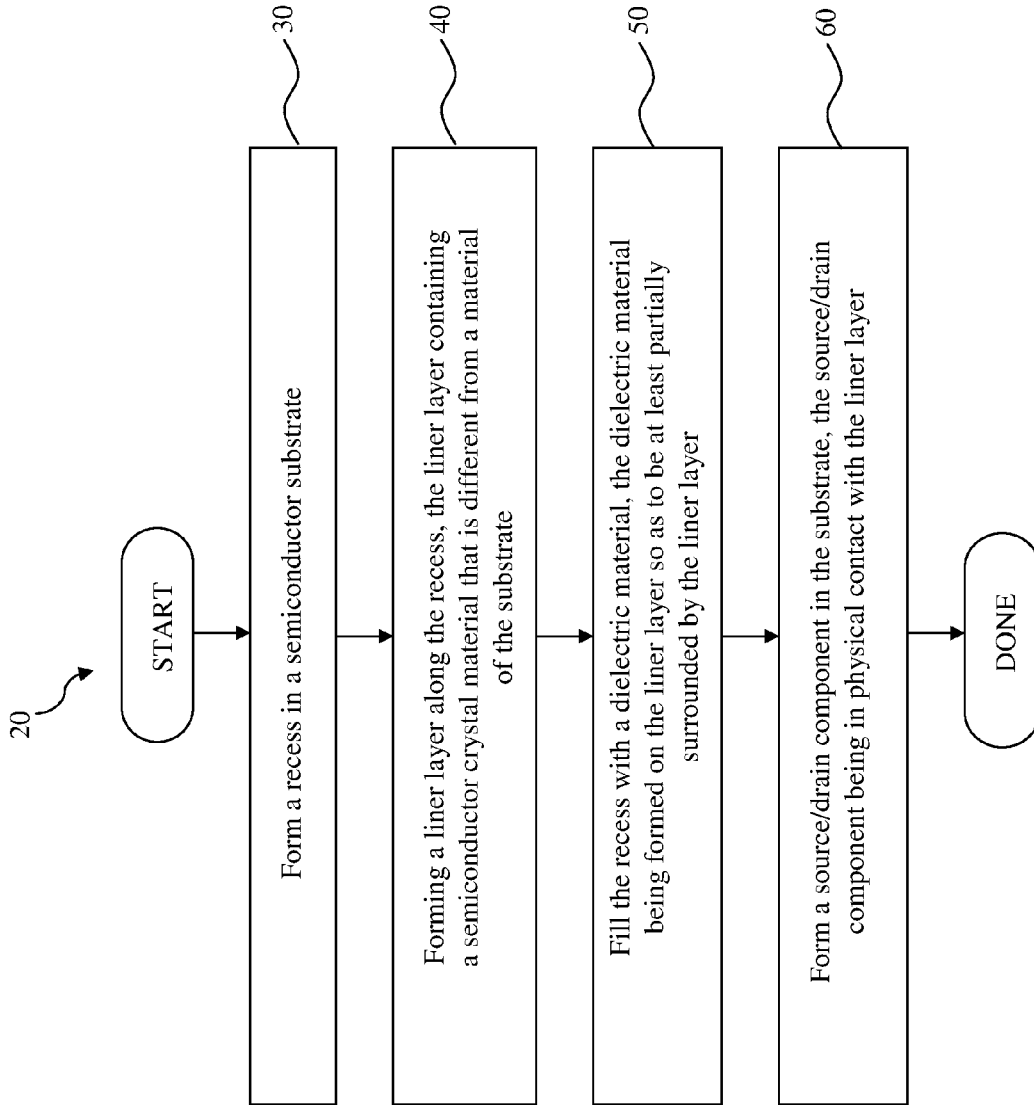 20
START
Form a recess in a semiconductor substrate
30
Forming a liner layer along the recess, the liner layer containing
a semiconductor crystal material that is different from a material
of the substrate
40
Fill the recess with a dielectric material, the dielectric material
being formed on the liner layer so as to be at least partially
surrounded by the liner layer
50
Form a source/drain component in the substrate, the source/drain
component being in physical contact with the liner layer
60
DONE